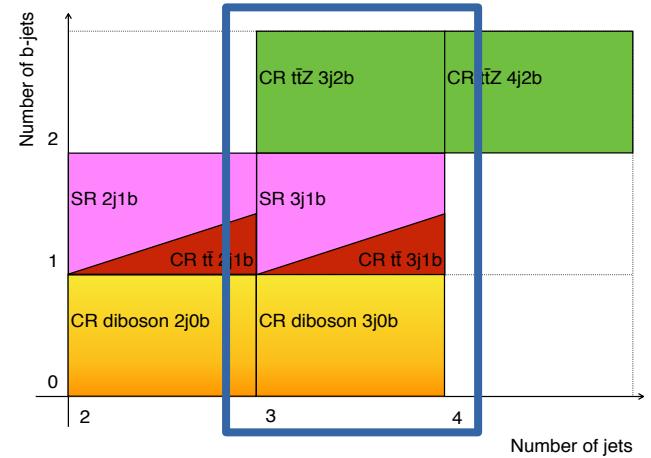 Number of b-jets
CR tt̄Z 3j2b
CR tt̄Z 4j2b
2
SR 2j1b
SR 3j1b
CR tt̄ 2j1b
CR tt̄ 3j1b
1
CR diboson 2j0b
CR diboson 3j0b
0
2
3
4
Number of jets